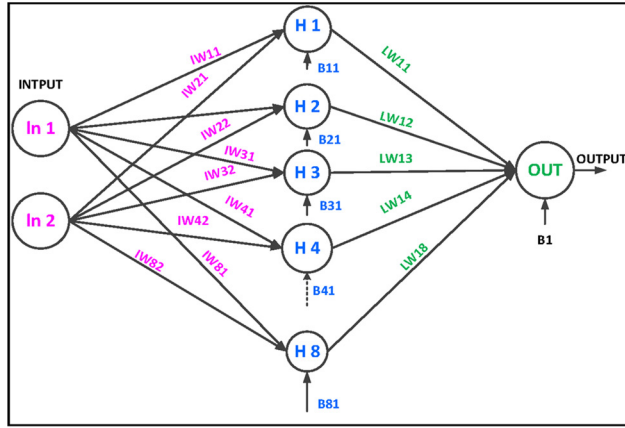 H 1
IW11
LW11
IW21
B11
INTPUT
In 1
H 2
IW22
LW12
B21
IW31
H 3
LW13
OUT
OUTPUT
IW32
In 2
B31
IW41
LW14
IW42
H 4
B1
IW82
IW81
B41
LW18
H 8
B81